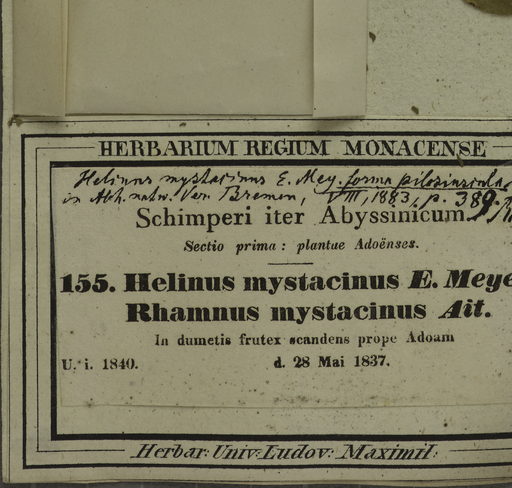 HERBARIUM REGIUM MONACENSE
Helinus mystacinus E. Mey. forma pilosiuscula,
in Abh. natw. Ver. Bremen, VIII, 1883, p. 389.
Schimperi iter Abyssinicum.
Sectio prima: plantae Adoënses.
155. Helinus mystacinus E. Meye
Rhamnus mystacinus Ait.
In dumetis frutex scandens prope Adoam
U. i. 1840. d. 28 Mai 1837.
Herbar: Univ: Ludov: Maximil: